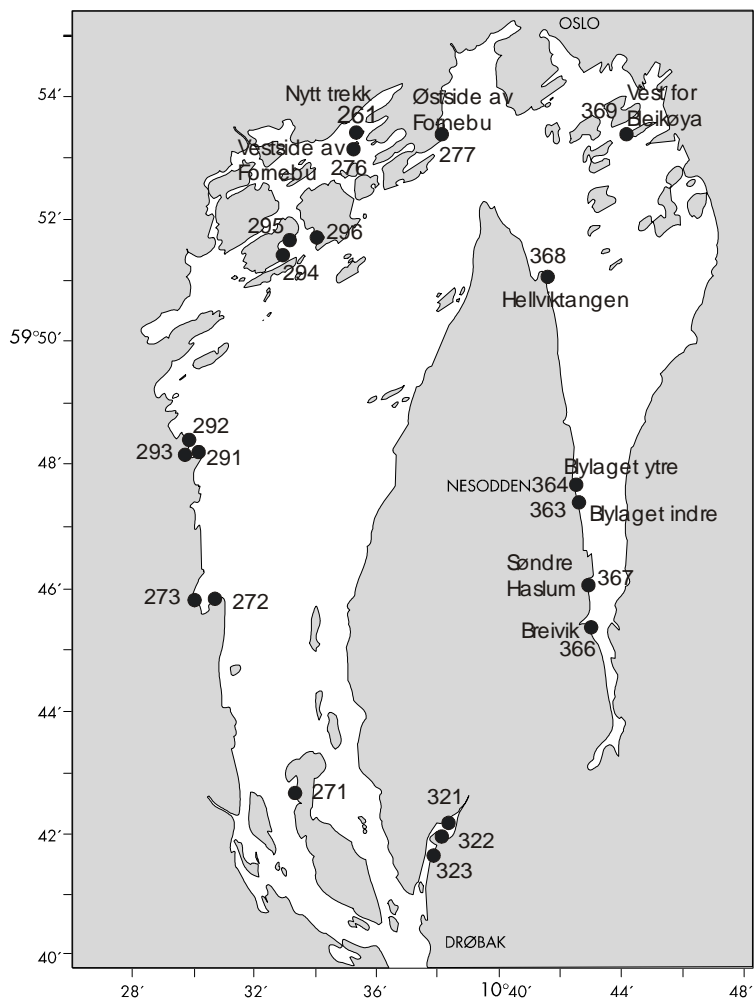 OSLO
54′
Nytt trekk
261
Østside av
Fornebu
277
369
Vest for
Bleikøya
Vestside av
Fornebu
276
52′
295
296
294
368
Hellviktangen
59°50′
292
293
291
48′
Blylaget ytre
NESODDEN
364
363
Blylaget indre
Søndre
Haslum
367
46′
273
272
Breivik
366
44′
271
321
42′
322
323
DRØBAK
40′
28′
32′
36′
10°40′
44′
48′